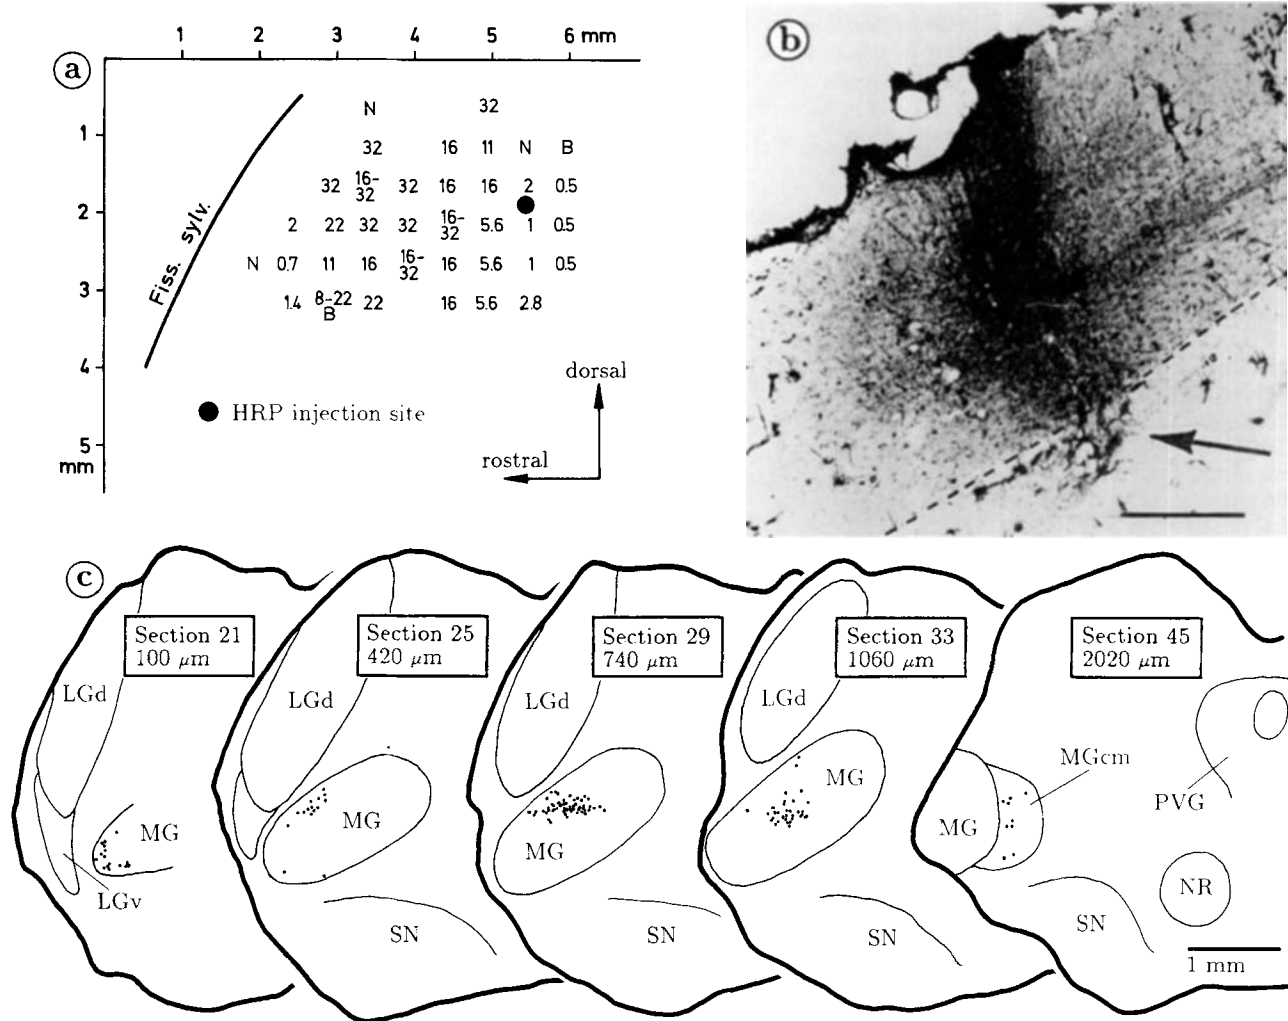 1 2 3 4 5 6 mm
a
b
N 32
1
32 16 11 N B
16-
32 32 32 16 16 2 0.5
2
16-
2 22 32 32 32 5.6 1 0.5
16-
N 0.7 11 16 32 16 5.6 1 0.5
3
8-22
1.4 B 22 16 5.6 2.8
Fiss. sylv.
4
dorsal
HRP injection site
5
mm
rostral
c
Section 21
100 μm
Section 25
420 μm
Section 29
740 μm
Section 33
1060 μm
Section 45
2020 μm
LGd
LGd
LGd
LGd
MG
MG
MG
MG
MG
MGcm
PVG
LGv
SN
SN
SN
SN
NR
1 mm